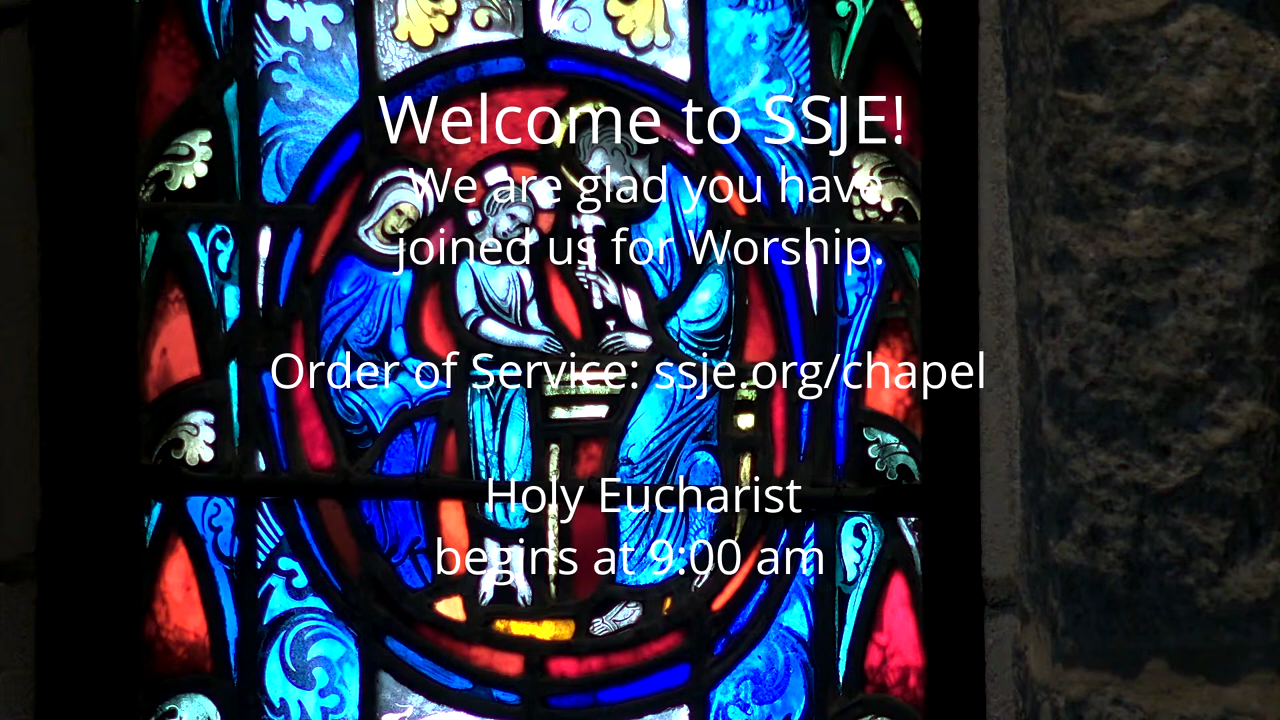 Welcome to SSJE!
We are glad you have
joined us for Worship.
Order of Service: ssje.org/chapel
Holy Eucharist
begins at 9:00 am